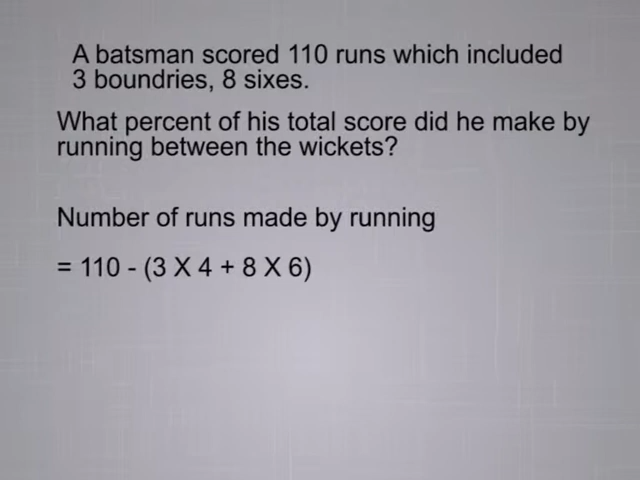 A batsman scored 110 runs which included
3 boundries, 8 sixes.
What percent of his total score did he make by
running between the wickets?
Number of runs made by running
= 110 - (3 X 4 + 8 X 6)